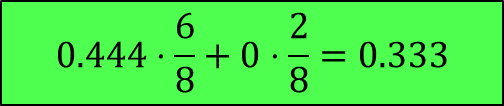 0.444 · 6/8 + 0 · 2/8 = 0.333